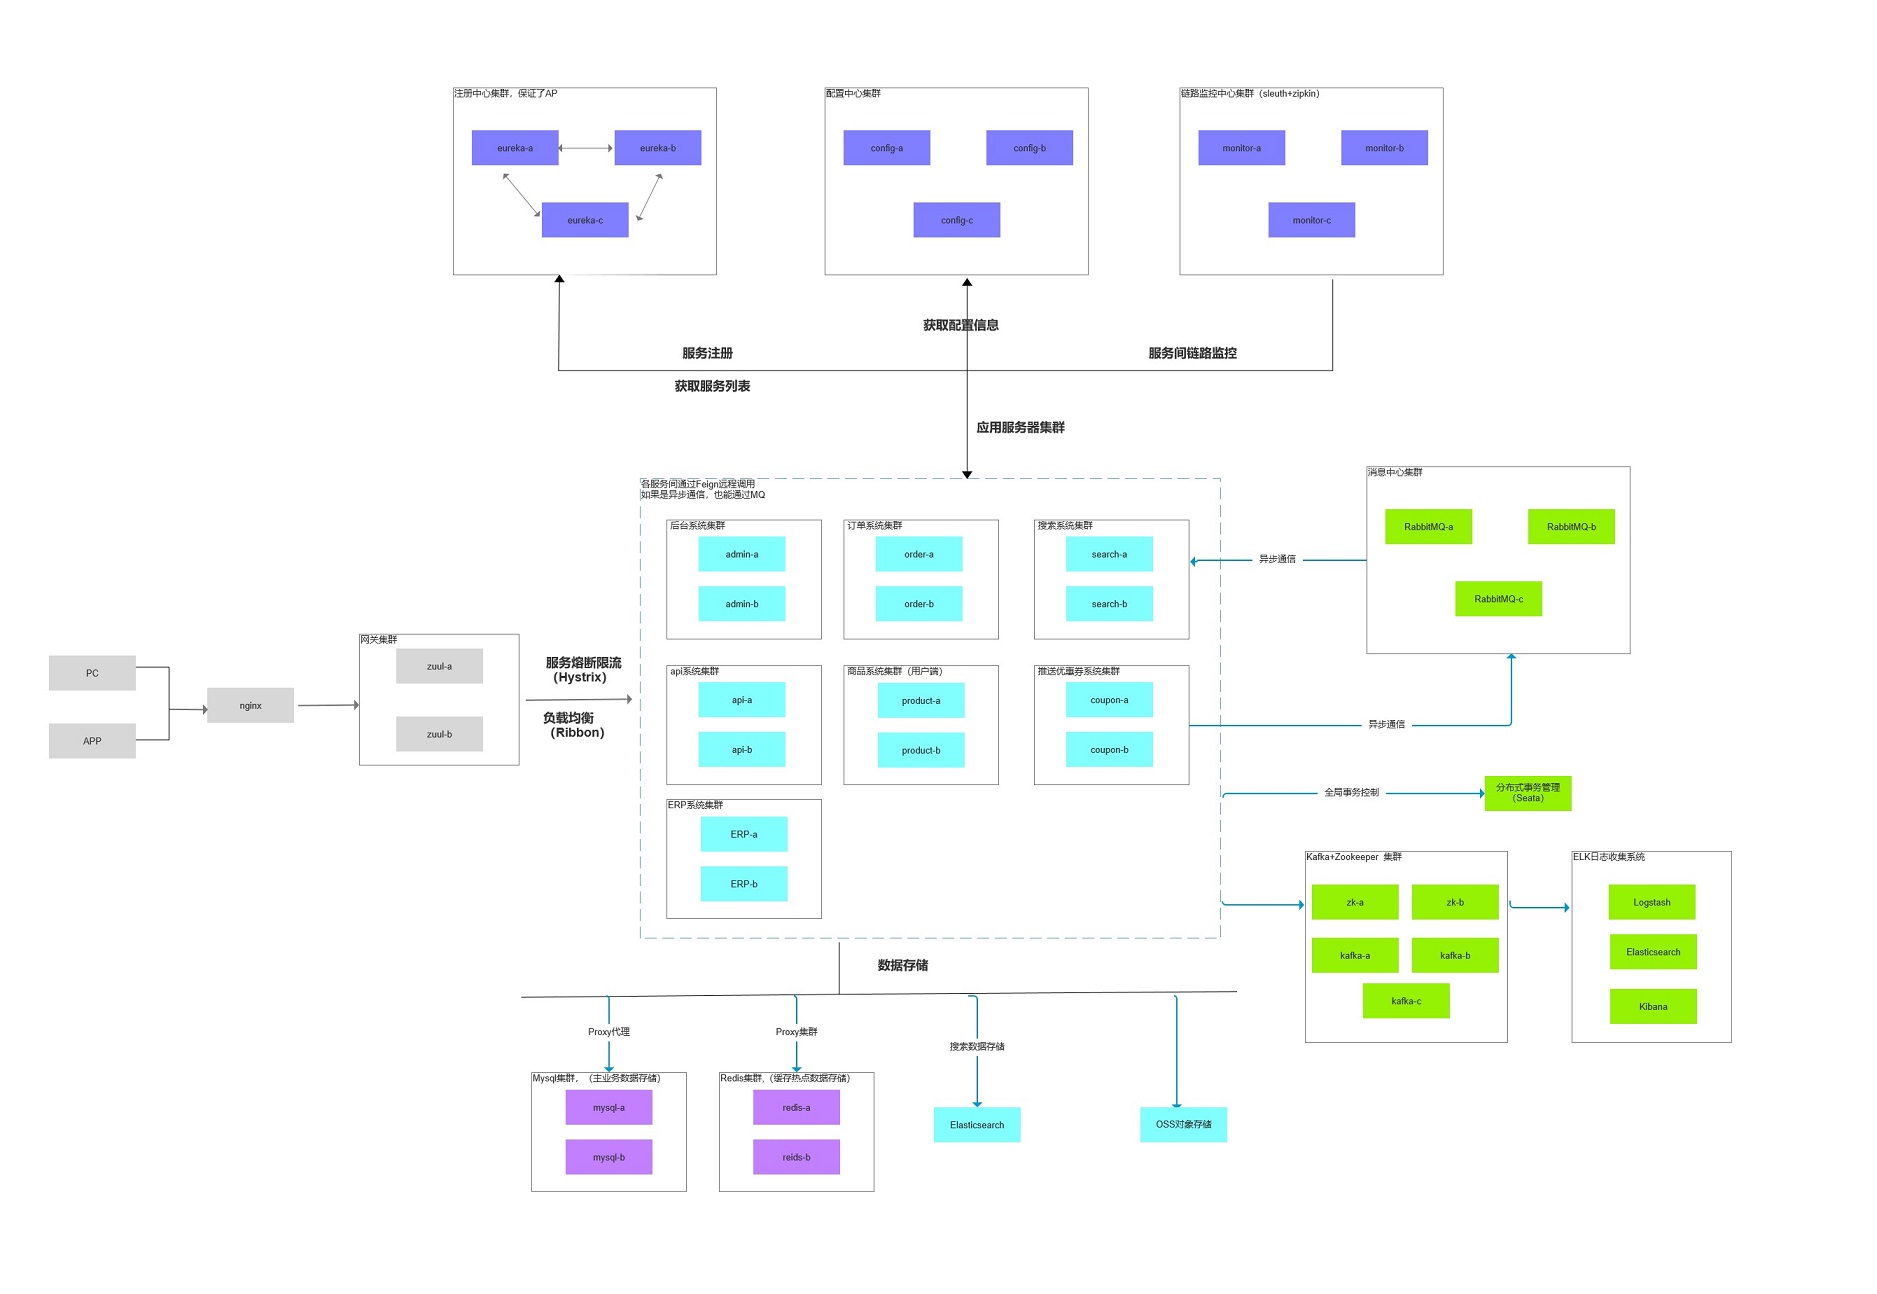 注册中心集群，保证了AP
eureka-a
eureka-b
eureka-c
配置中心集群
config-a
config-b
config-c
链路监控中心集群（sleuth+zipkin）
monitor-a
monitor-b
monitor-c
获取配置信息
服务注册
服务间链路监控
获取服务列表
应用服务器集群
各服务间通过Feign远程调用
如果是异步通信，也能通过MQ
后台系统集群
admin-a
admin-b
订单系统集群
order-a
order-b
搜索系统集群
search-a
search-b
api系统集群
api-a
api-b
商品系统集群（用户端）
product-a
product-b
推送优惠券系统集群
coupon-a
coupon-b
ERP系统集群
ERP-a
ERP-b
消息中心集群
RabbitMQ-a
RabbitMQ-b
RabbitMQ-c
异步通信
异步通信
PC
APP
nginx
网关集群
zuul-a
zuul-b
服务熔断限流
（Hystrix）
负载均衡
（Ribbon）
全局事务控制
分布式事务管理
（Seata）
Kafka+Zookeeper 集群
zk-a
zk-b
kafka-a
kafka-b
kafka-c
ELK日志收集系统
Logstash
Elasticsearch
Kibana
数据存储
Proxy代理
Proxy集群
搜索数据存储
Mysql集群，（主业务数据存储）
mysql-a
mysql-b
Redis集群,（缓存热点数据存储）
redis-a
reids-b
Elasticsearch
OSS对象存储